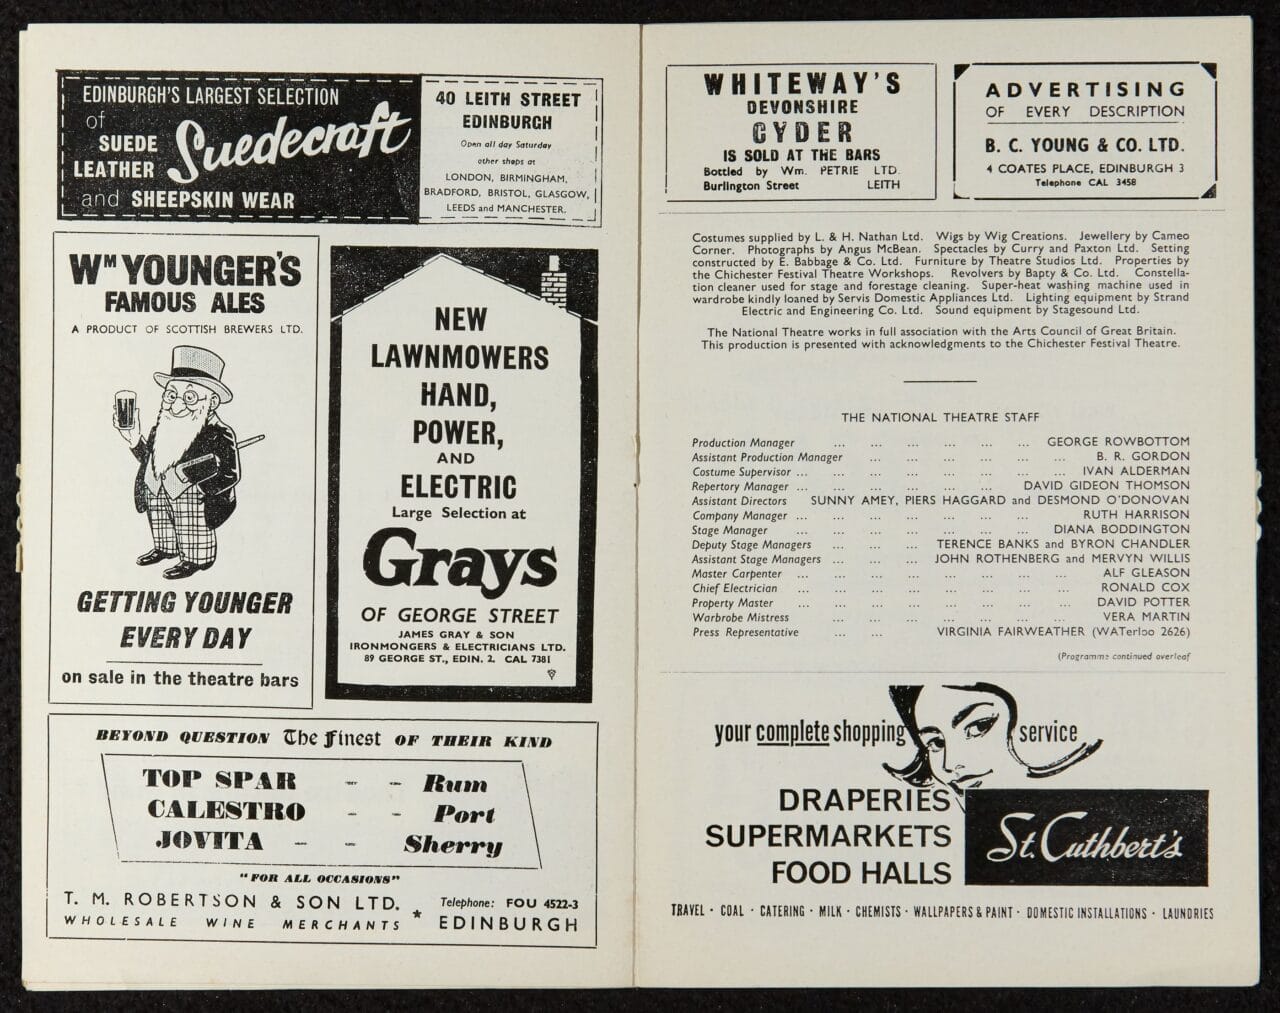 EDINBURGH'S LARGEST SELECTION
of
SUEDE
LEATHER
Suedecraft
and SHEEPSKIN WEAR
40 LEITH STREET
EDINBURGH
Open all day Saturday
other shops at
LONDON, BIRMINGHAM,
BRADFORD, BRISTOL, GLASGOW,
LEEDS and MANCHESTER.
WM YOUNGER'S
FAMOUS ALES
A PRODUCT OF SCOTTISH BREWERS LTD.
GETTING YOUNGER
EVERY DAY
on sale in the theatre bars
NEW
LAWNMOWERS
HAND,
POWER,
AND
ELECTRIC
Large Selection at
Grays
OF GEORGE STREET
JAMES GRAY & SON
IRONMONGERS & ELECTRICIANS LTD.
89 GEORGE ST., EDIN. 2. CAL 7381
BEYOND QUESTION The Finest OF THEIR KIND
TOP SPAR - - Rum
CALESTRO - - Port
JOVITA - - Sherry
"FOR ALL OCCASIONS"
T. M. ROBERTSON & SON LTD. Telephone: FOU 4522-3
WHOLESALE WINE MERCHANTS * EDINBURGH
WHITEWAY'S
DEVONSHIRE
CYDER
IS SOLD AT THE BARS
Bottled by Wm. PETRIE LTD.
Burlington Street LEITH
ADVERTISING
OF EVERY DESCRIPTION
B. C. YOUNG & CO. LTD.
4 COATES PLACE, EDINBURGH 3
Telephone CAL 3458
Costumes supplied by L. & H. Nathan Ltd. Wigs by Wig Creations. Jewellery by Cameo
Corner. Photographs by Angus McBean. Spectacles by Curry and Paxton Ltd. Setting
constructed by E. Babbage & Co. Ltd. Furniture by Theatre Studios Ltd. Properties by
the Chichester Festival Theatre Workshops. Revolvers by Bapty & Co. Ltd. Constella-
tion cleaner used for stage and forestage cleaning. Super-heat washing machine used in
wardrobe kindly loaned by Servis Domestic Appliances Ltd. Lighting equipment by Strand
Electric and Engineering Co. Ltd. Sound equipment by Stagesound Ltd.
The National Theatre works in full association with the Arts Council of Great Britain.
This production is presented with acknowledgments to the Chichester Festival Theatre.
THE NATIONAL THEATRE STAFF
Production Manager ... ... ... ... ... ... GEORGE ROWBOTTOM
Assistant Production Manager ... ... ... ... ... ... B. R. GORDON
Costume Supervisor ... ... ... ... ... ... ... IVAN ALDERMAN
Repertory Manager ... ... ... ... ... ... DAVID GIDEON THOMSON
Assistant Directors SUNNY AMEY, PIERS HAGGARD and DESMOND O'DONOVAN
Company Manager ... ... ... ... ... ... ... RUTH HARRISON
Stage Manager ... ... ... ... ... ... ... DIANA BODDINGTON
Deputy Stage Managers ... ... ... TERENCE BANKS and BYRON CHANDLER
Assistant Stage Managers ... ... ... JOHN ROTHENBERG and MERVYN WILLIS
Master Carpenter ... ... ... ... ... ... ... ... ALF GLEASON
Chief Electrician ... ... ... ... ... ... ... ... RONALD COX
Property Master ... ... ... ... ... ... ... ... DAVID POTTER
Warbrobe Mistress ... ... ... ... ... ... ... VERA MARTIN
Press Representative ... ... VIRGINIA FAIRWEATHER (WATerloo 2626)
(Programme continued overleaf
your complete shopping service
DRAPERIES
SUPERMARKETS
FOOD HALLS
St. Cuthbert's
TRAVEL · COAL · CATERING · MILK · CHEMISTS · WALLPAPERS & PAINT · DOMESTIC INSTALLATIONS · LAUNDRIES